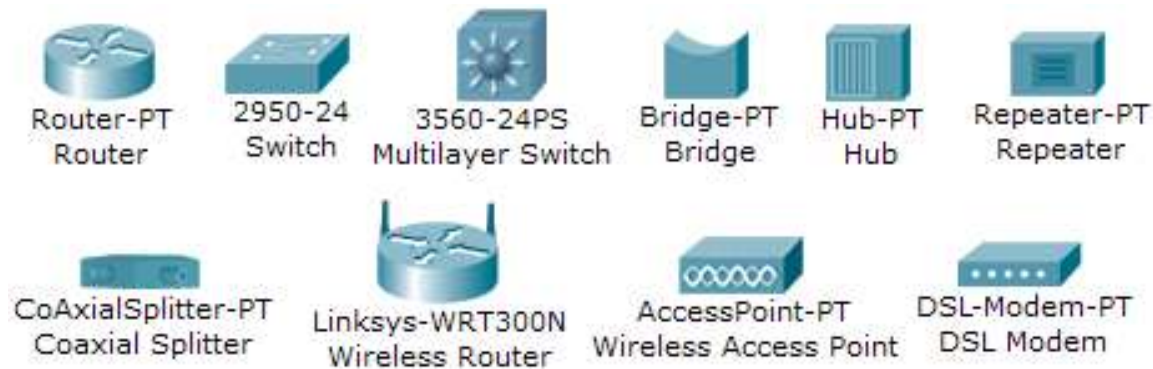 Router-PT
Router
2950-24
Switch
3560-24PS
Multilayer Switch
Bridge-PT
Bridge
Hub-PT
Hub
Repeater-PT
Repeater
CoAxialSplitter-PT
Coaxial Splitter
Linksys-WRT300N
Wireless Router
AccessPoint-PT
Wireless Access Point
DSL-Modem-PT
DSL Modem